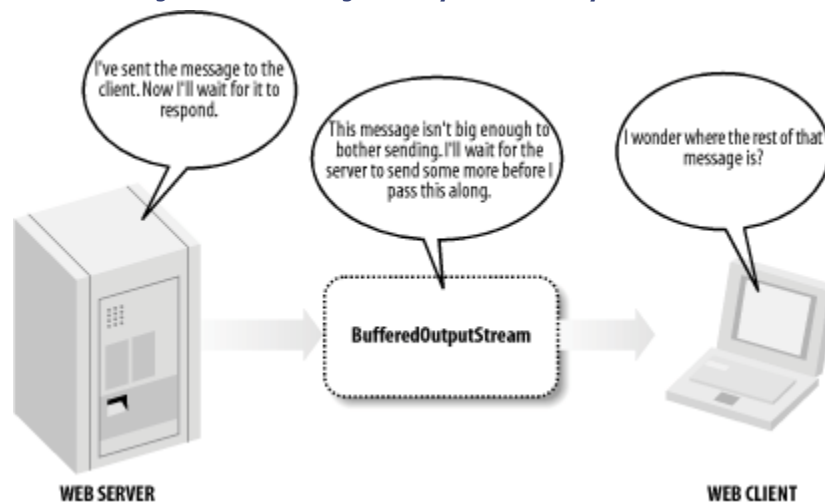 I've sent the message to the
client. Now I'll wait for it to
respond.
This message isn't big enough to
bother sending. I'll wait for the
server to send some more before I
pass this along.
I wonder where the rest of that
message is?
BufferedOutputStream
WEB SERVER
WEB CLIENT